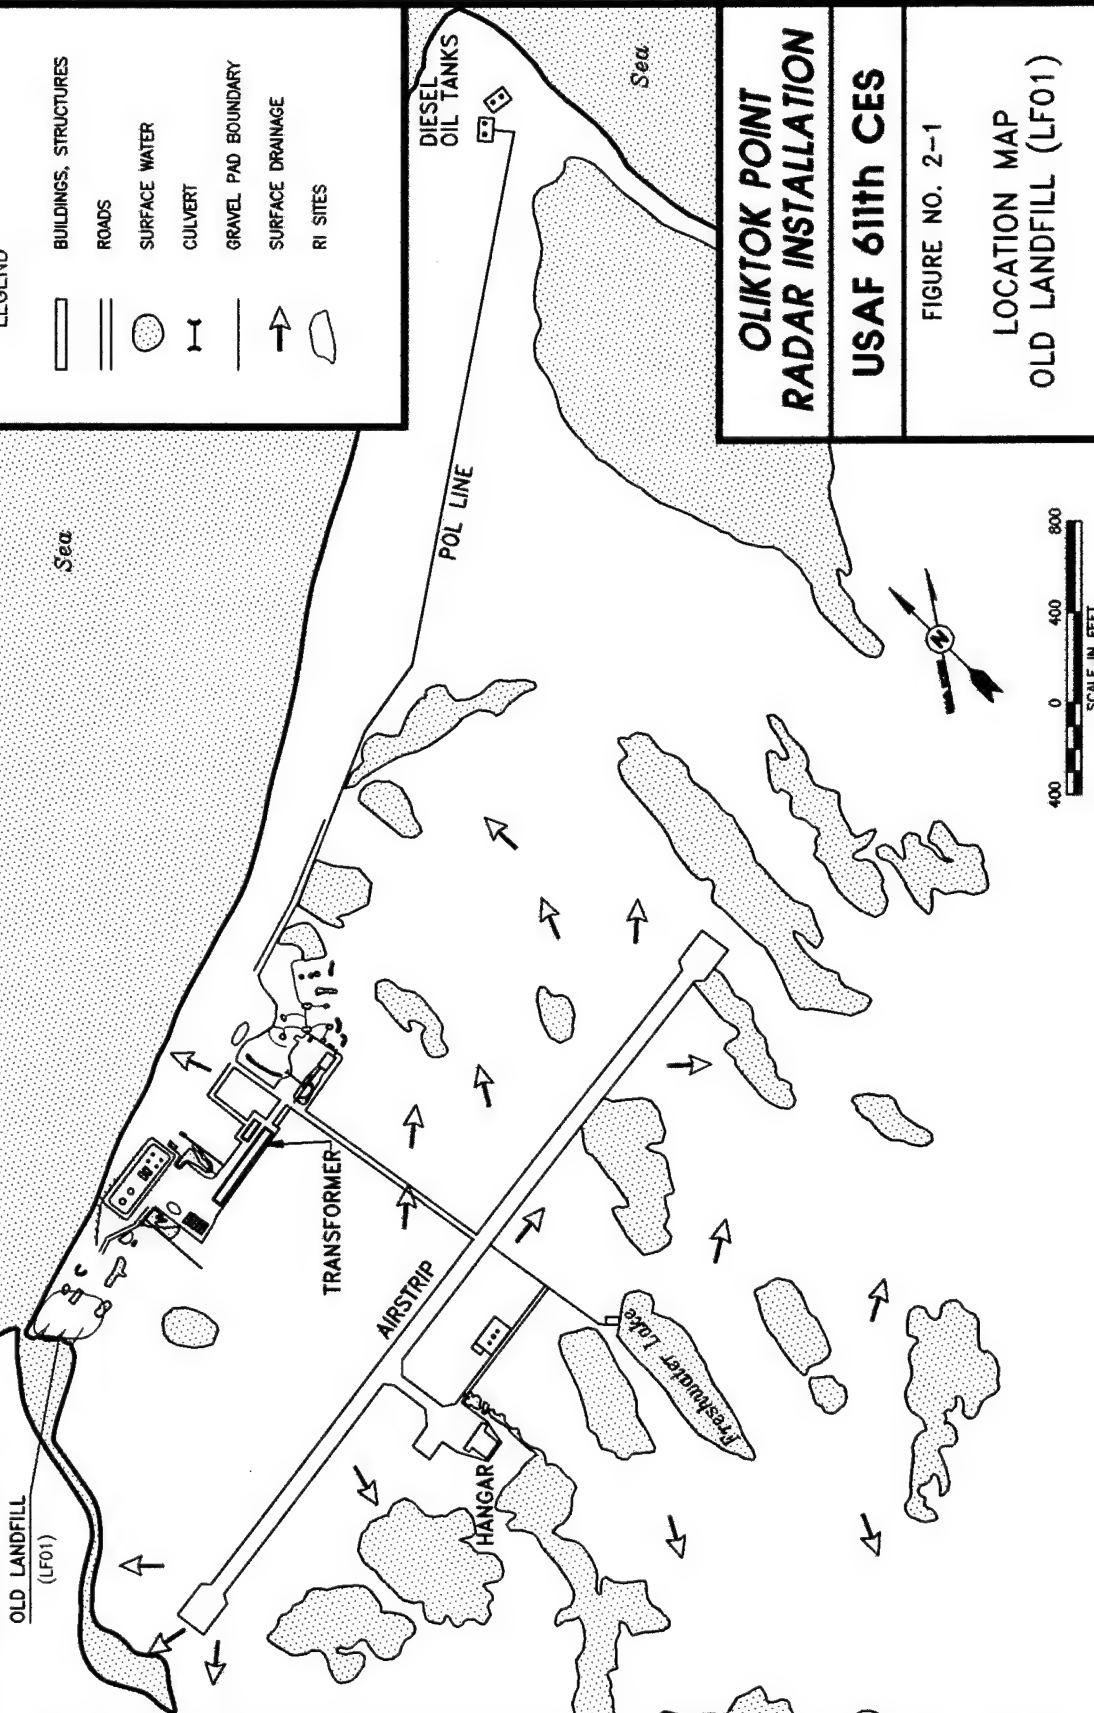 LEGEND
BUILDINGS, STRUCTURES
ROADS
SURFACE WATER
CULVERT
GRAVEL PAD BOUNDARY
SURFACE DRAINAGE
RI SITES
Sea
Sea
DIESEL
OIL TANKS
POL LINE
TRANSFORMER
AIRSTRIP
HANGAR
Freshwater Lake
OLD LANDFILL
(LF01)
N
400 0 400 800
SCALE IN FEET
OLIKTOK POINT
RADAR INSTALLATION
USAF 611th CES
FIGURE NO. 2-1
LOCATION MAP
OLD LANDFILL (LF01)